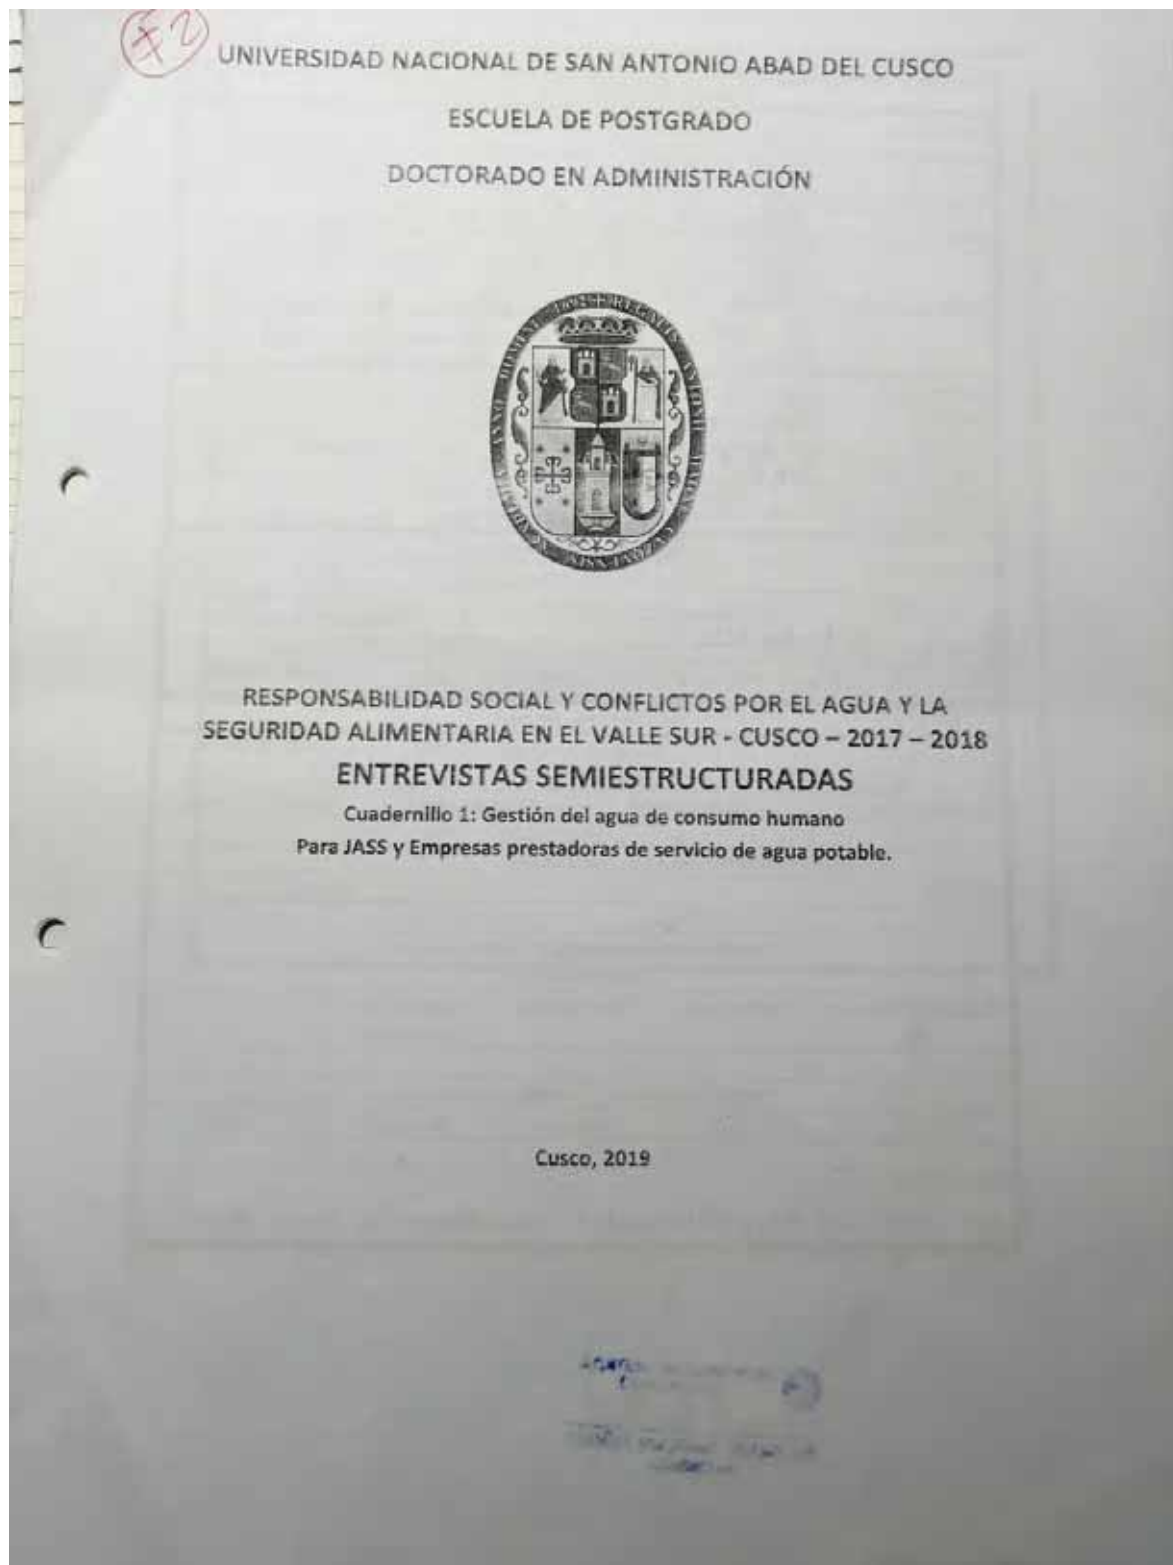 UNIVERSIDAD NACIONAL DE SAN ANTONIO ABAD DEL CUSCO
ESCUELA DE POSTGRADO
DOCTORADO EN ADMINISTRACIÓN
RESPONSABILIDAD SOCIAL Y CONFLICTOS POR EL AGUA Y LA
SEGURIDAD ALIMENTARIA EN EL VALLE SUR - CUSCO – 2017 – 2018
ENTREVISTAS SEMIESTRUCTURADAS
Cuadernillo 1: Gestión del agua de consumo humano
Para JASS y Empresas prestadoras de servicio de agua potable.
Cusco, 2019